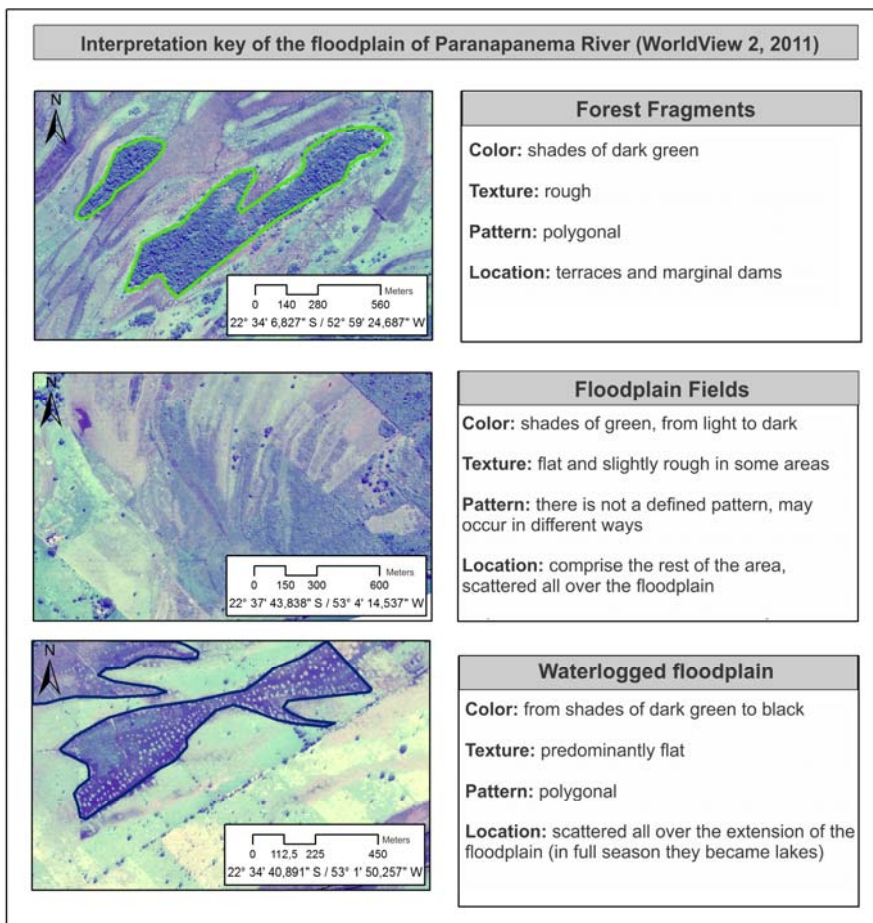 Interpretation key of the floodplain of Paranapanema River (WorldView 2, 2011)
N
Meters
0 140 280 560
22° 34' 6,827" S / 52° 59' 24,687" W
Forest Fragments
Color: shades of dark green
Texture: rough
Pattern: polygonal
Location: terraces and marginal dams
N
Meters
0 150 300 600
22° 37' 43,838" S / 53° 4' 14,537" W
Floodplain Fields
Color: shades of green, from light to dark
Texture: flat and slightly rough in some areas
Pattern: there is not a defined pattern, may
occur in different ways
Location: comprise the rest of the area,
scattered all over the floodplain
N
Meters
0 112,5 225 450
22° 34' 40,891" S / 53° 1' 50,257" W
Waterlogged floodplain
Color: from shades of dark green to black
Texture: predominantly flat
Pattern: polygonal
Location: scattered all over the extension of the
floodplain (in full season they became lakes)